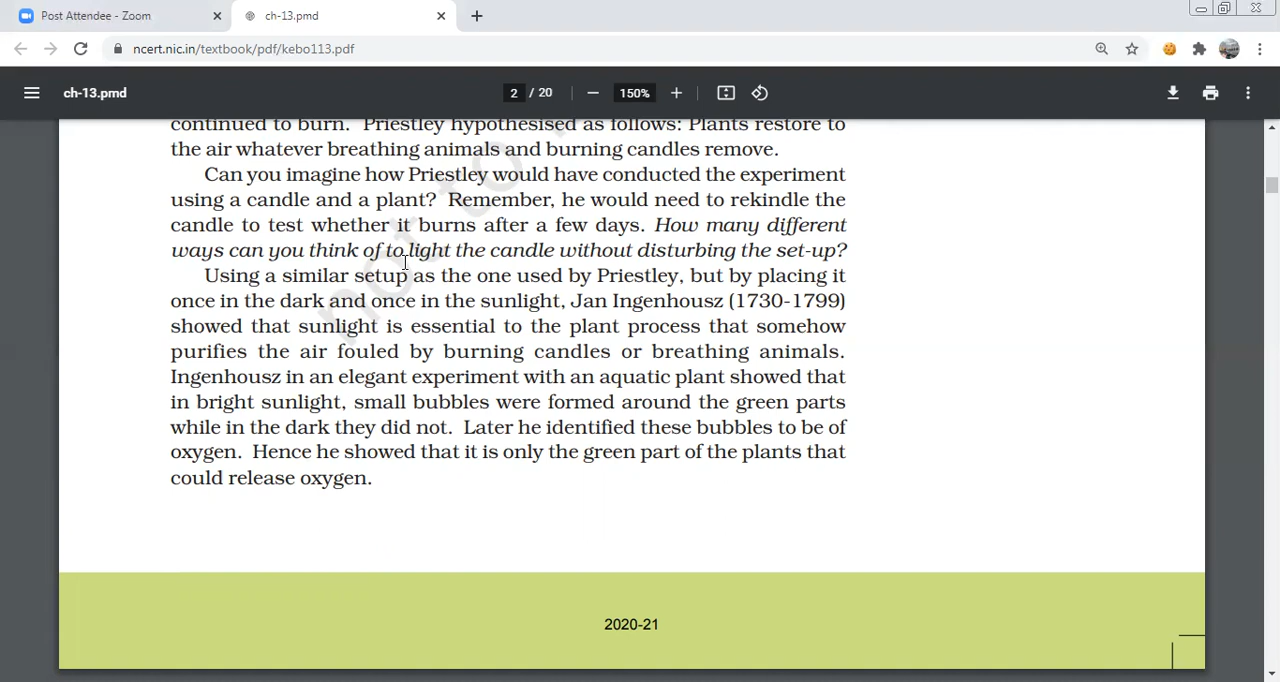 Post Attendee - Zoom
ch-13.pmd
ncert.nic.in/textbook/pdf/kebo113.pdf
ch-13.pmd
2 / 20
150%
continued to burn. Priestley hypothesised as follows: Plants restore to
the air whatever breathing animals and burning candles remove.
Can you imagine how Priestley would have conducted the experiment
using a candle and a plant? Remember, he would need to rekindle the
candle to test whether it burns after a few days. How many different
ways can you think of to light the candle without disturbing the set-up?
Using a similar setup as the one used by Priestley, but by placing it
once in the dark and once in the sunlight, Jan Ingenhousz (1730-1799)
showed that sunlight is essential to the plant process that somehow
purifies the air fouled by burning candles or breathing animals.
Ingenhousz in an elegant experiment with an aquatic plant showed that
in bright sunlight, small bubbles were formed around the green parts
while in the dark they did not. Later he identified these bubbles to be of
oxygen. Hence he showed that it is only the green part of the plants that
could release oxygen.
not to
2020-21